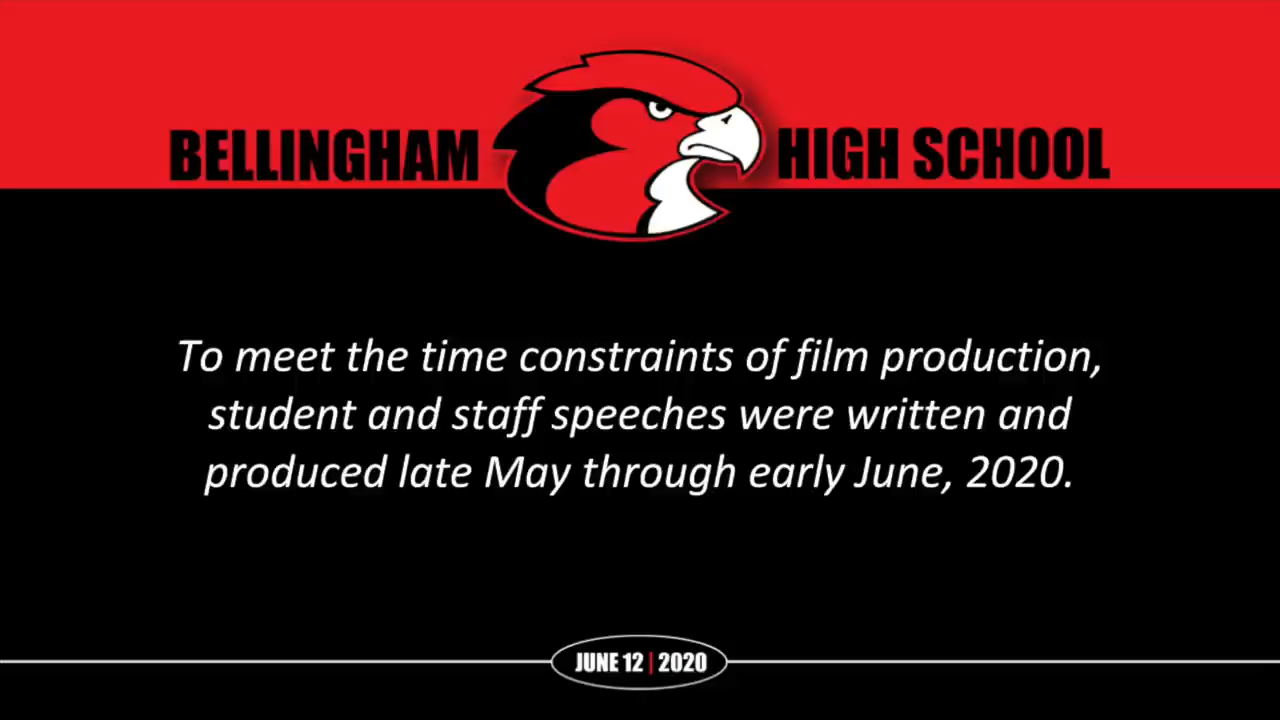 BELLINGHAM HIGH SCHOOL
To meet the time constraints of film production,
student and staff speeches were written and
produced late May through early June, 2020.
JUNE 12 | 2020